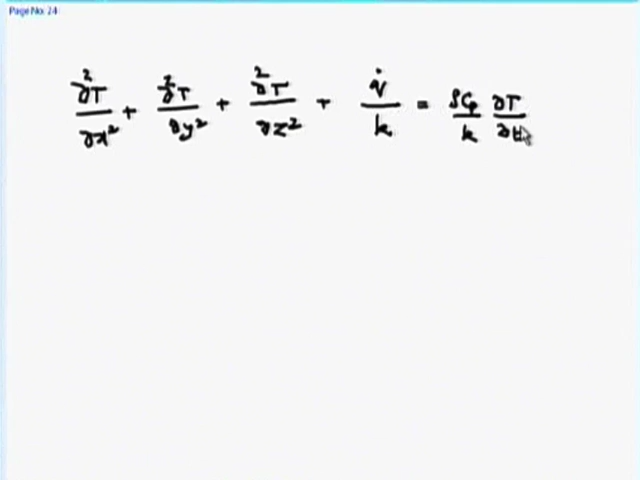 Page No: 24
∂²T/∂x² + ∂²T/∂y² + ∂²T/∂z² + q̇/k = ρCp/k ∂T/∂t